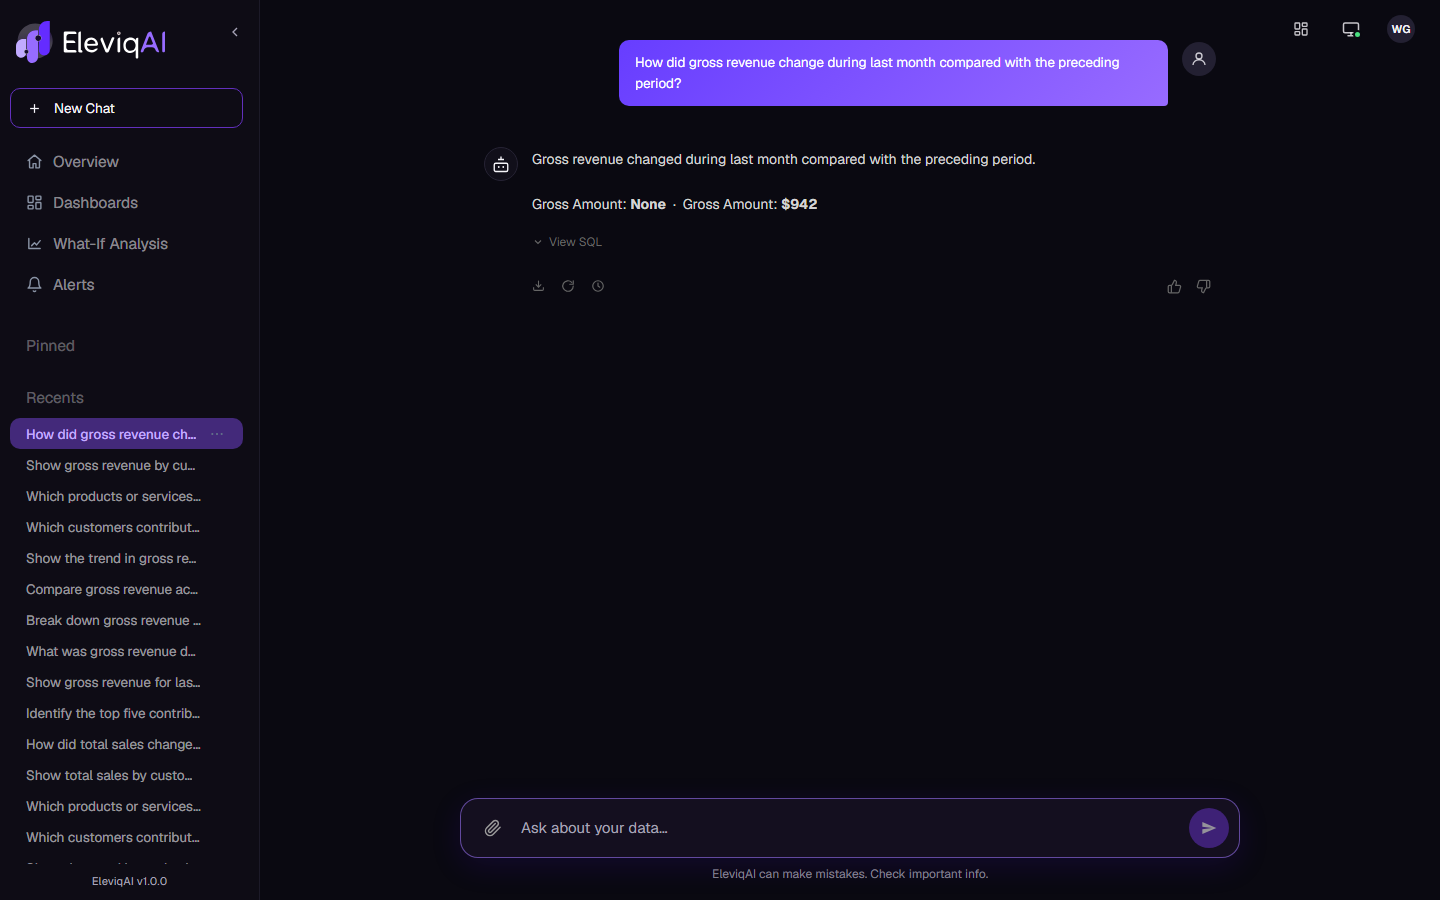 EleviqAI
New Chat
Overview
Dashboards
What-If Analysis
Alerts
Pinned
Recents
How did gross revenue ch...
Show gross revenue by cu...
Which products or services...
Which customers contribut...
Show the trend in gross re...
Compare gross revenue ac...
Break down gross revenue ...
What was gross revenue d...
Show gross revenue for las...
Identify the top five contrib...
How did total sales change...
Show total sales by custo...
Which products or services...
Which customers contribut...
EleviqAI v1.0.0
WG
How did gross revenue change during last month compared with the preceding
period?
Gross revenue changed during last month compared with the preceding period.
Gross Amount: None · Gross Amount: $942
View SQL
Ask about your data...
EleviqAI can make mistakes. Check important info.